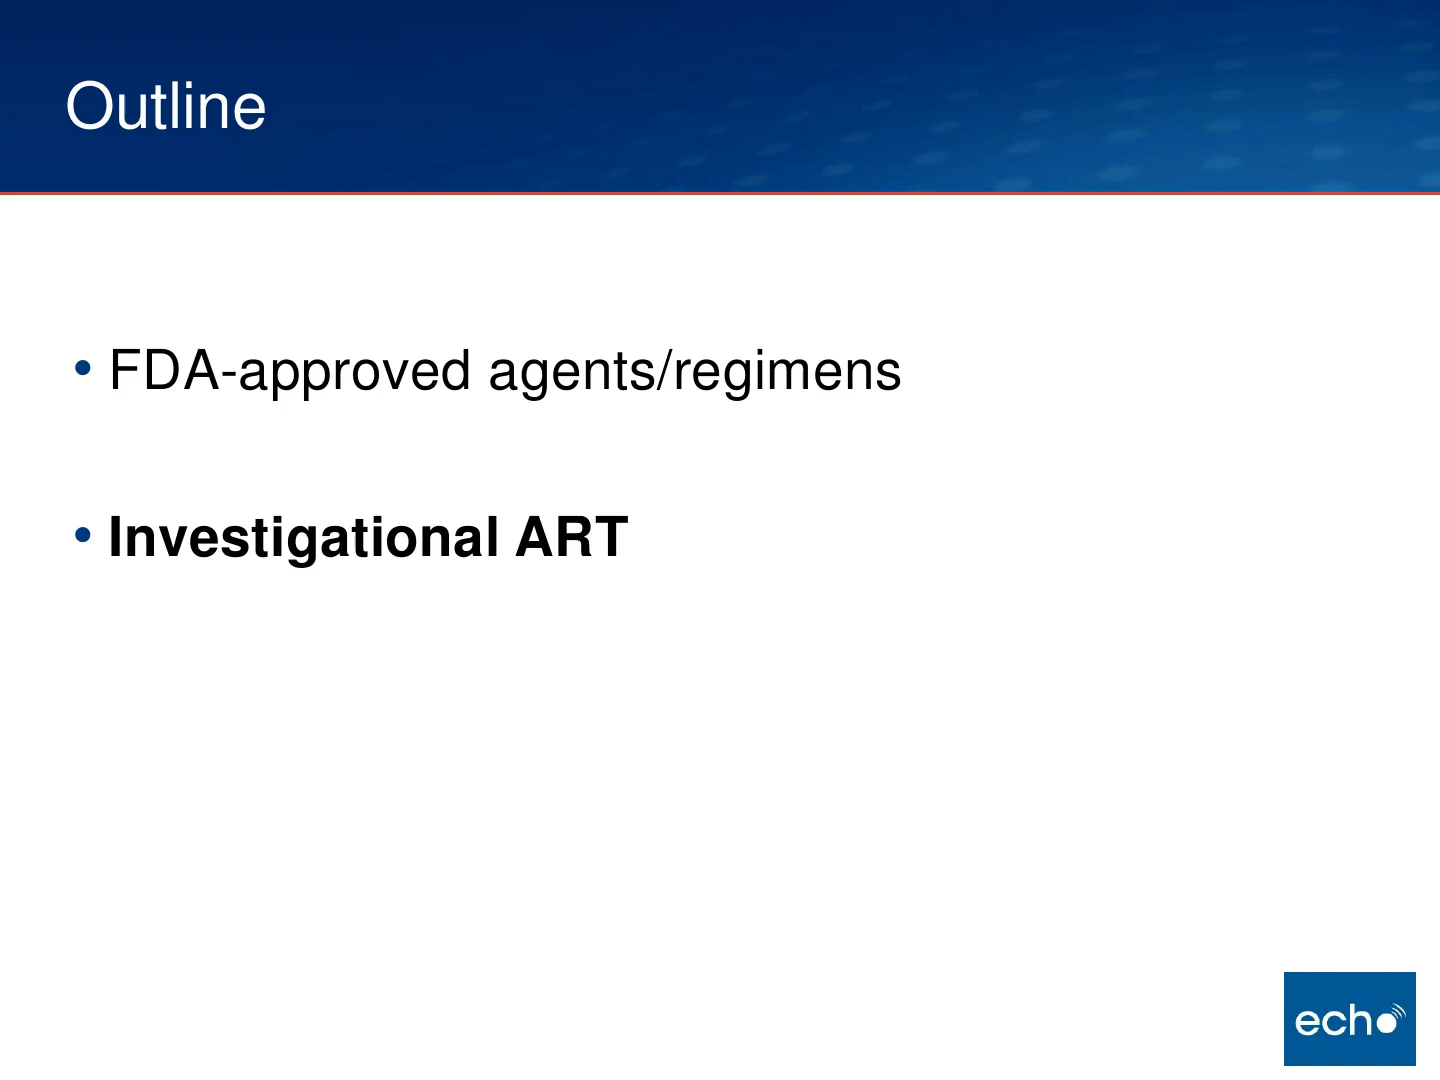 Outline
• FDA-approved agents/regimens
• Investigational ART
echo